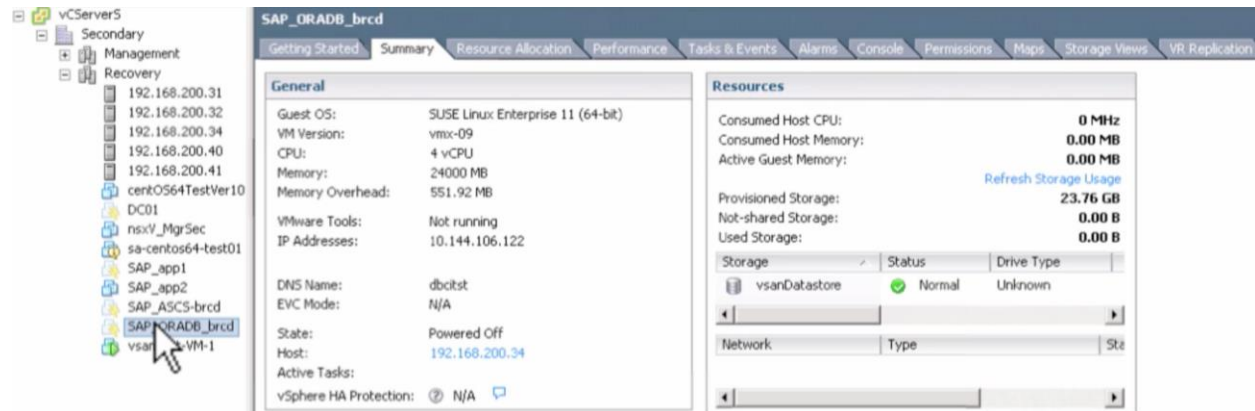 vCServerS
Secondary
Management
Recovery
192.168.200.31
192.168.200.32
192.168.200.34
192.168.200.40
192.168.200.41
centOS64TestVer10
DC01
nsxV_MgrSec
sa-centos64-test01
SAP_app1
SAP_app2
SAP_ASCS-brcd
SAP_ORADB_brcd
-VM-1
SAP_ORADB_brcd
Getting Started Summary Resource Allocation Performance Tasks & Events Alarms Console Permissions Maps Storage Views VR Replication
General
Guest OS: SUSE Linux Enterprise 11 (64-bit)
VM Version: vmx-09
CPU: 4 vCPU
Memory: 24000 MB
Memory Overhead: 551.92 MB
VMware Tools: Not running
IP Addresses: 10.144.106.122
DNS Name: dbcitst
EVC Mode: N/A
State: Powered Off
Host: 192.168.200.34
Active Tasks:
vSphere HA Protection: N/A
Resources
Consumed Host CPU: 0 MHz
Consumed Host Memory: 0.00 MB
Active Guest Memory: 0.00 MB
Refresh Storage Usage
Provisioned Storage: 23.76 GB
Not-shared Storage: 0.00 B
Used Storage: 0.00 B
Storage Status Drive Type
vsanDatastore Normal Unknown
Network Type Sta